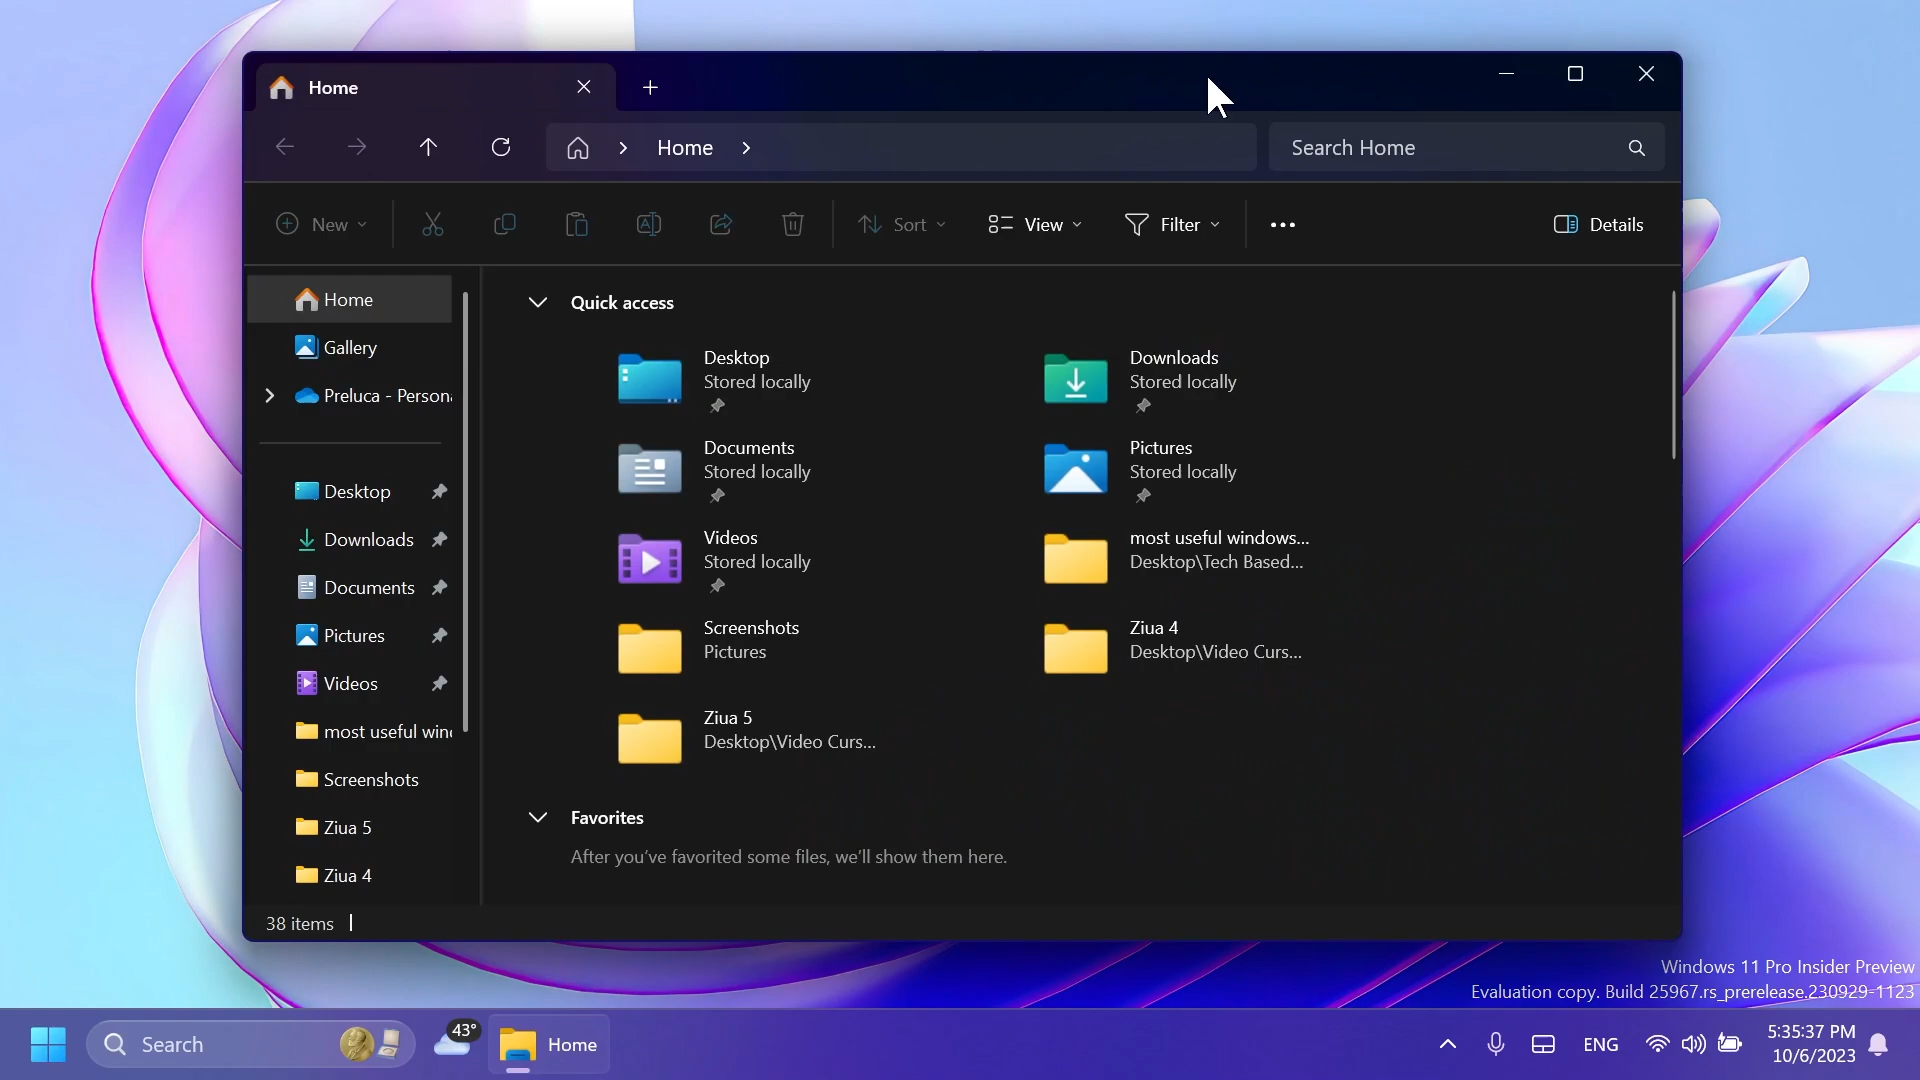 Home
Home
Search Home
New
Sort
View
Filter
Details
Home
Gallery
Preluca - Persona
Desktop
Downloads
Documents
Pictures
Videos
most useful wind
Screenshots
Ziua 5
Ziua 4
Quick access
Desktop
Stored locally
Downloads
Stored locally
Documents
Stored locally
Pictures
Stored locally
Videos
Stored locally
most useful windows...
Desktop\Tech Based...
Screenshots
Pictures
Ziua 4
Desktop\Video Curs...
Ziua 5
Desktop\Video Curs...
Favorites
After you've favorited some files, we'll show them here.
38 items
Windows 11 Pro Insider Preview
Evaluation copy. Build 25967.rs_prerelease.230929-1123
Search
43°
Home
ENG
5:35:37 PM
10/6/2023